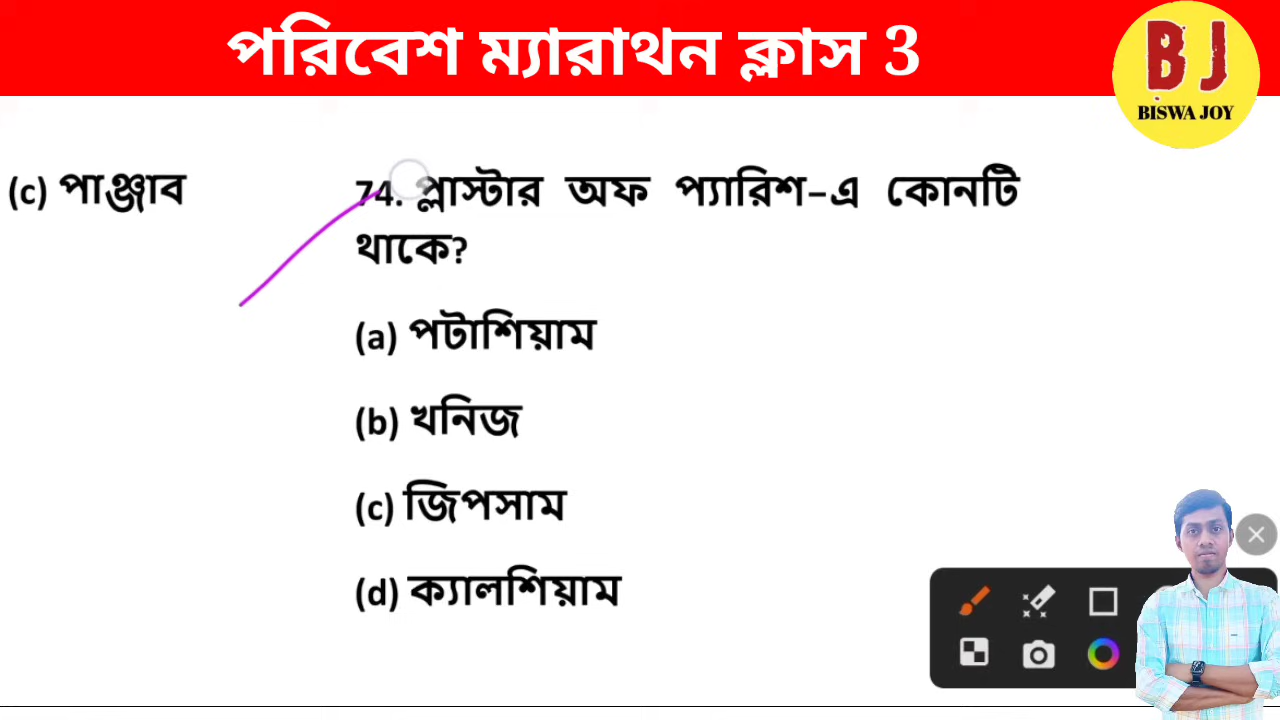 পরিবেশ ম্যারাথন ক্লাস 3
BJ
BISWA JOY
(c) পাঞ্জাব
74. প্লাস্টার অফ প্যারিশ-এ কোনটি
থাকে?
(a) পটাশিয়াম
(b) খনিজ
(c) জিপসাম
(d) ক্যালশিয়াম